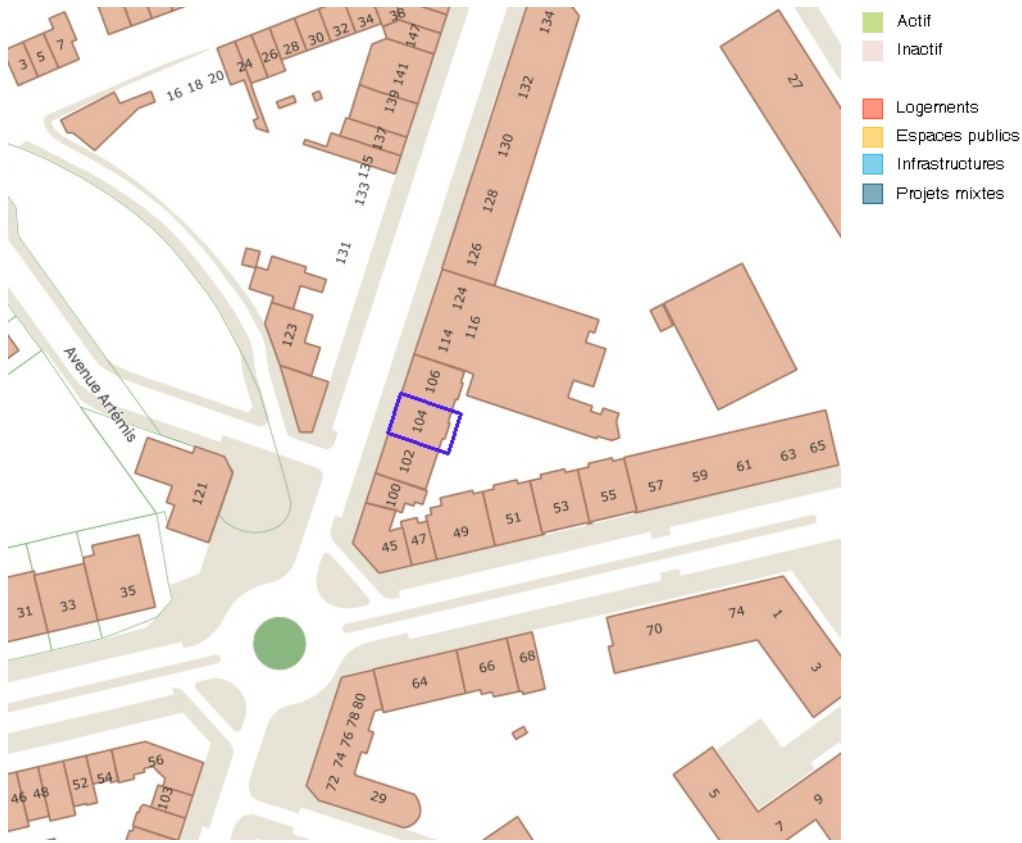 Actif
Inactif
Logements
Espaces publics
Infrastructures
Projets mixtes
3 5 7
16 18 20
24 26 28 30 32 34 38
147
141
139
137
135
133
131
134
132
130
128
126
124
116
114
106
104
102
100
27
123
Avenue Artémis
121
45 47 49 51 53 55 57 59 61 63 65
31 33 35
70 74 1
3
64 66 68
80
78
76
74
72
29
46 48 52 54 56
103
5
7
9